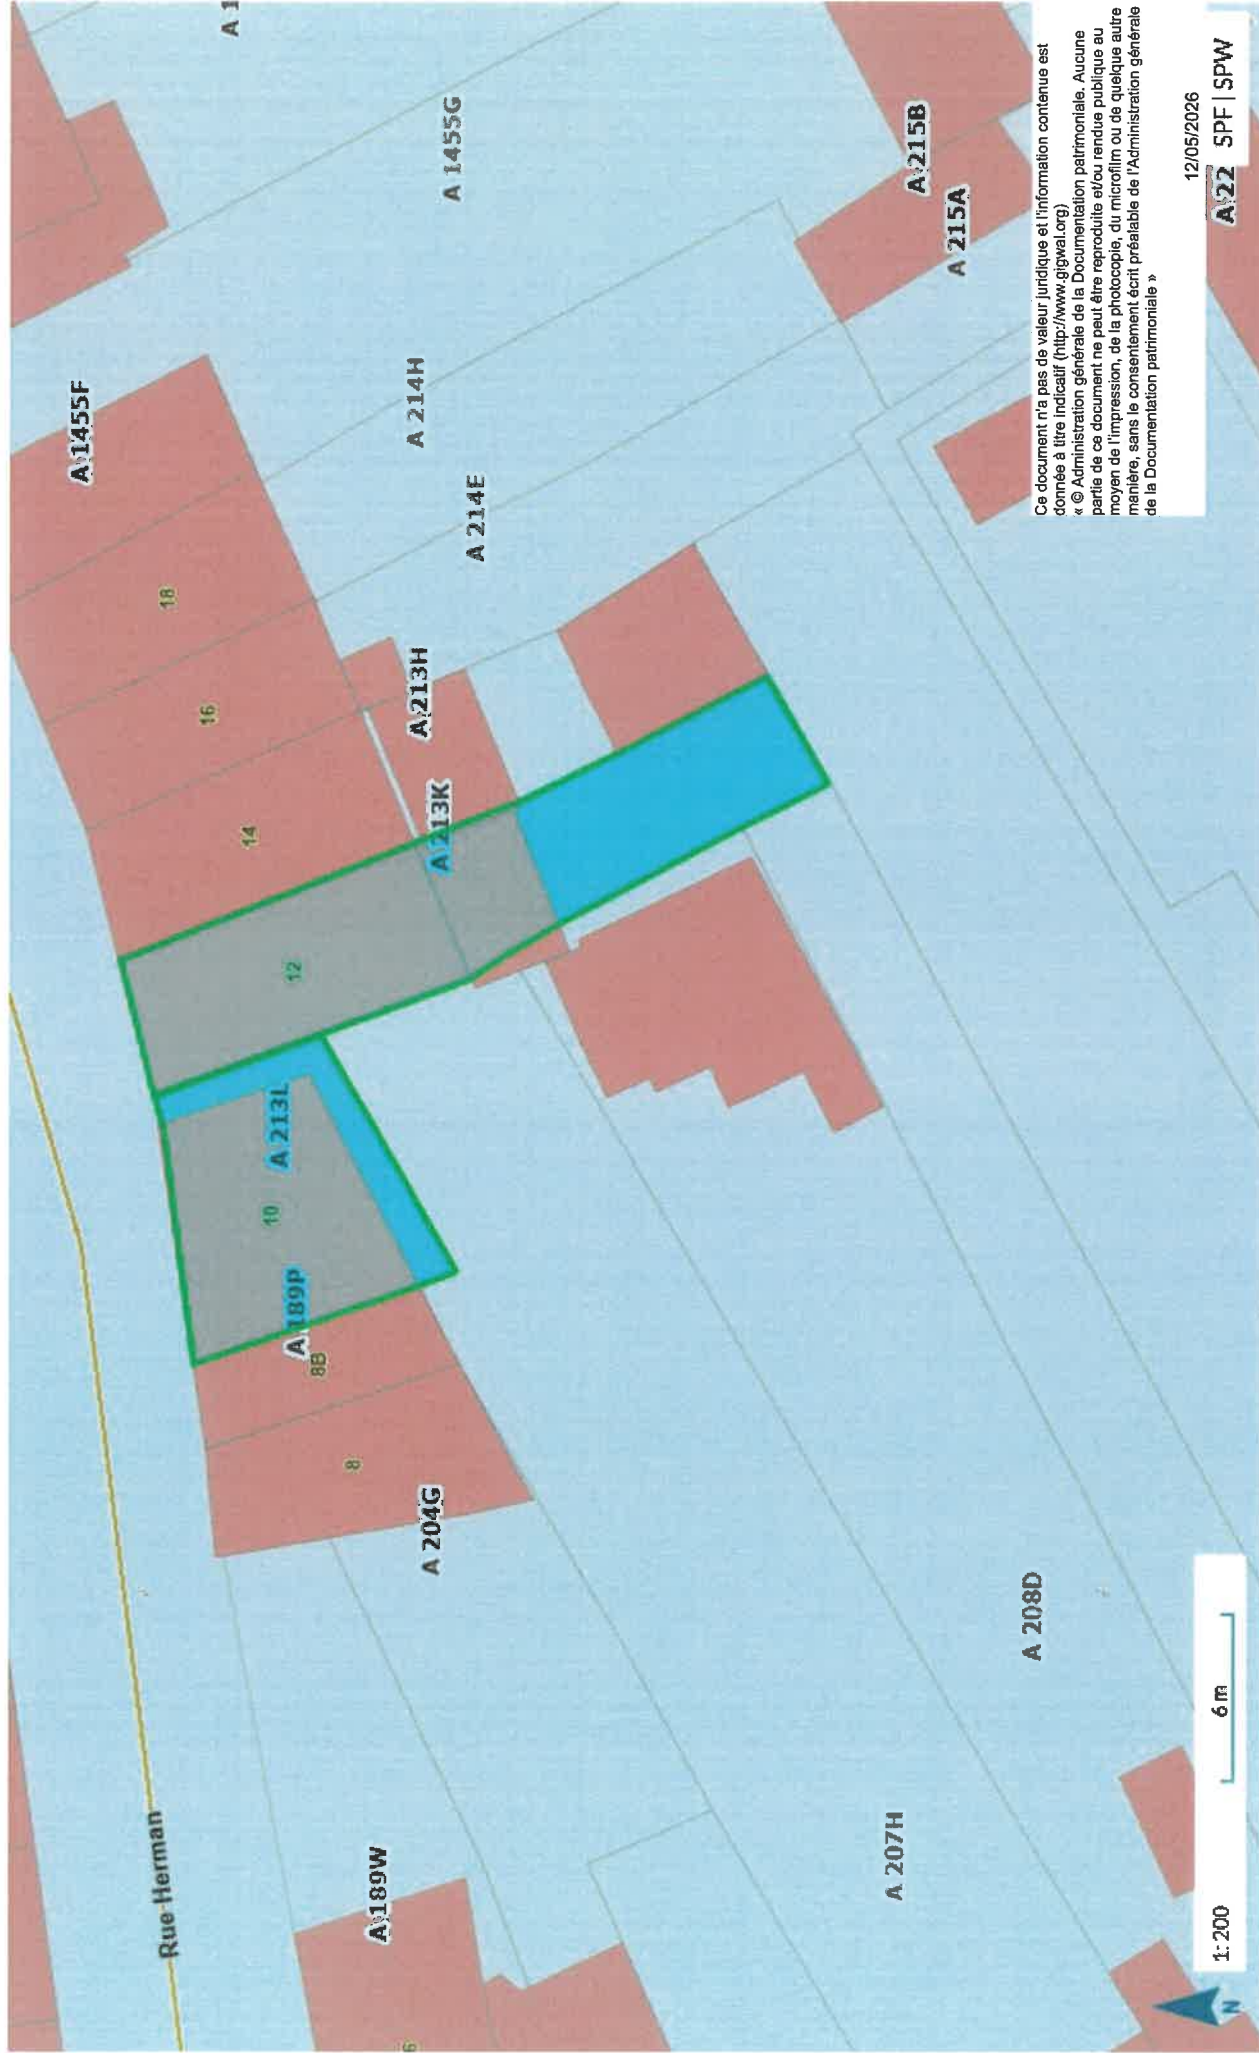 A 1
A 1455G
A 1455F
A 214H
A 214E
A 215B
A 215A
A 22
18
16
14
12
10
8B
8
A 213H
A 213K
A 213L
A 189P
A 204G
A 208D
A 207H
A 189W
6
Rue Herman
Ce document n'a pas de valeur juridique et l'information contenue est
donnée à titre indicatif (http://www.gigwal.org)
« © Administration générale de la Documentation patrimoniale. Aucune
partie de ce document ne peut être reproduite et/ou rendue publique au
moyen de l'impression, de la photocopie, du microfilm ou de quelque autre
manière, sans le consentement écrit préalable de l'Administration générale
de la Documentation patrimoniale »
12/05/2026
SPF | SPW
1: 200
6 m
N